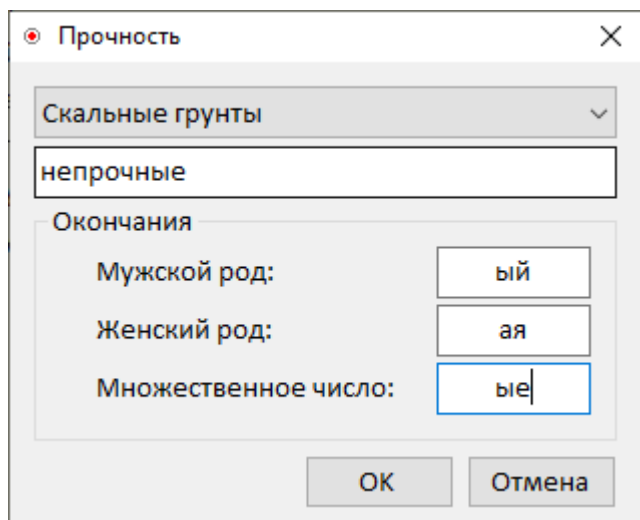 Прочность
Скальные грунты
непрочные
Окончания
Мужской род: ый
Женский род: ая
Множественное число: ые
OK Отмена